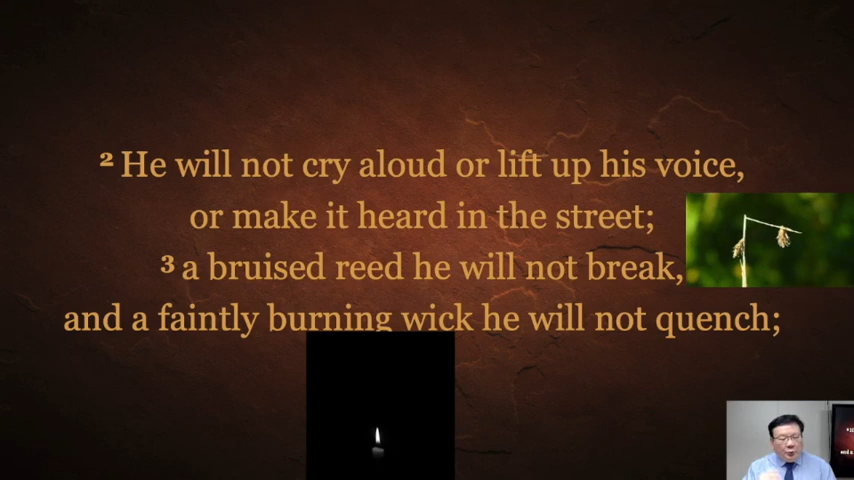 2 He will not cry aloud or lift up his voice,
or make it heard in the street;
3 a bruised reed he will not break,
and a faintly burning wick he will not quench;